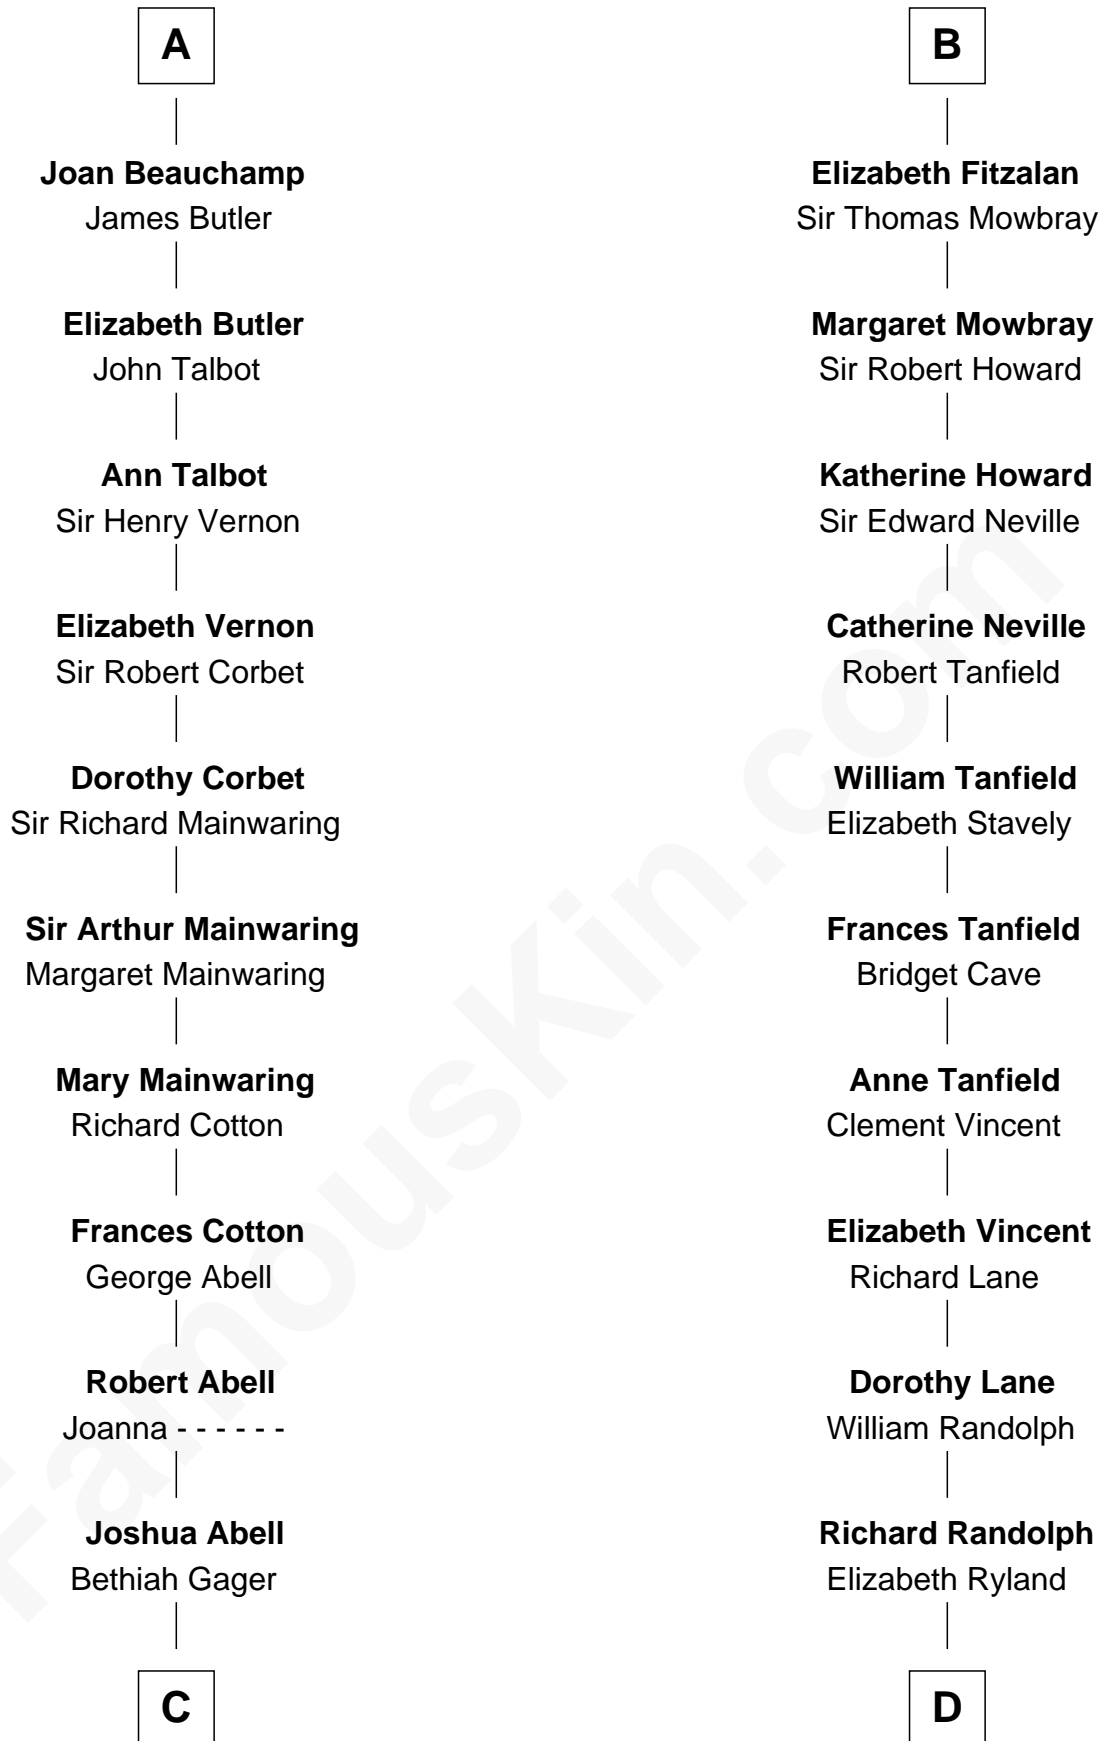 A
Joan Beauchamp
James Butler
Elizabeth Butler
John Talbot
Ann Talbot
Sir Henry Vernon
Elizabeth Vernon
Sir Robert Corbet
Dorothy Corbet
Sir Richard Mainwaring
Sir Arthur Mainwaring
Margaret Mainwaring
Mary Mainwaring
Richard Cotton
Frances Cotton
George Abell
Robert Abell
Joanna - - - - - -
Joshua Abell
Bethiah Gager
C
B
Elizabeth Fitzalan
Sir Thomas Mowbray
Margaret Mowbray
Sir Robert Howard
Katherine Howard
Sir Edward Neville
Catherine Neville
Robert Tanfield
William Tanfield
Elizabeth Stavely
Frances Tanfield
Bridget Cave
Anne Tanfield
Clement Vincent
Elizabeth Vincent
Richard Lane
Dorothy Lane
William Randolph
Richard Randolph
Elizabeth Ryland
D
FamousKin.com